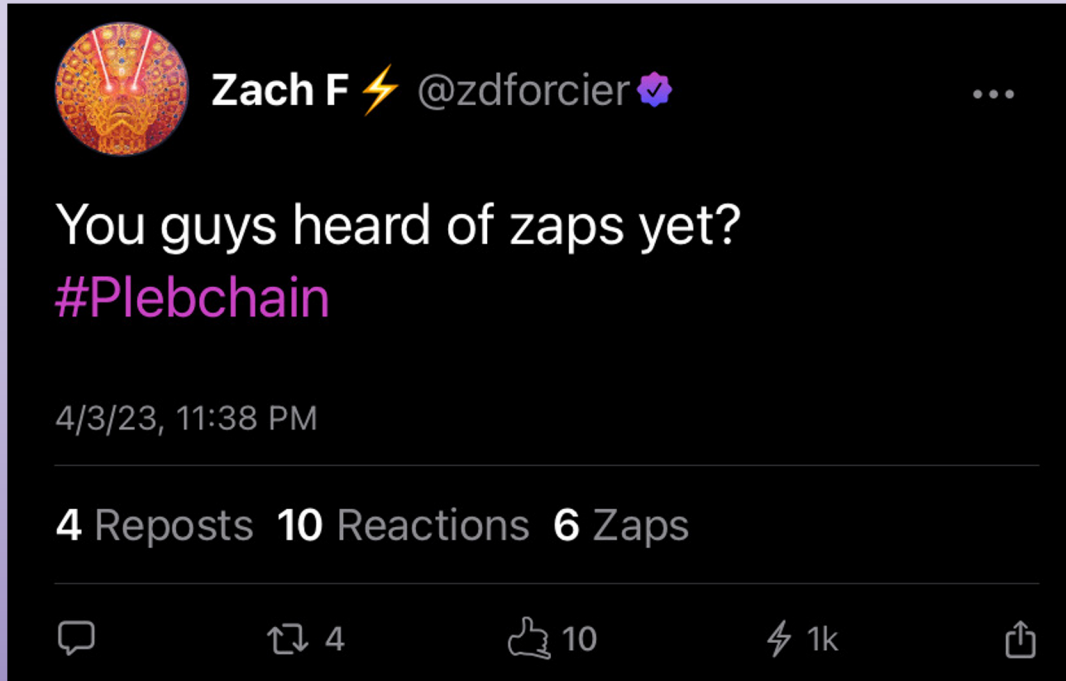 Zach F⚡ @zdforcier
You guys heard of zaps yet?
#Plebchain
4/3/23, 11:38 PM
4 Reposts 10 Reactions 6 Zaps
4 10 1k